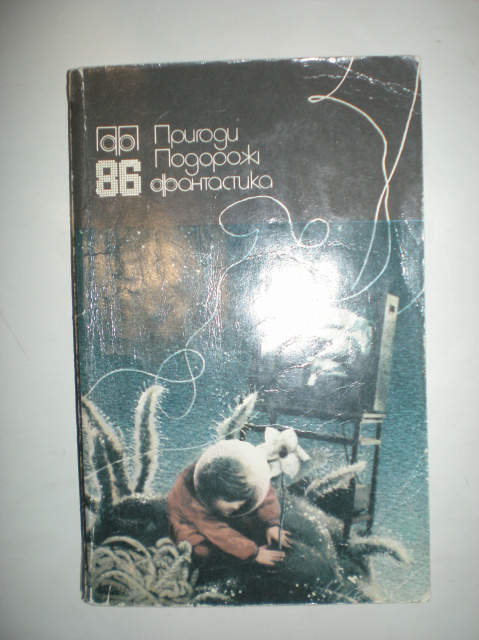 ппф
Пригоди
Подорожі
86 фантастика